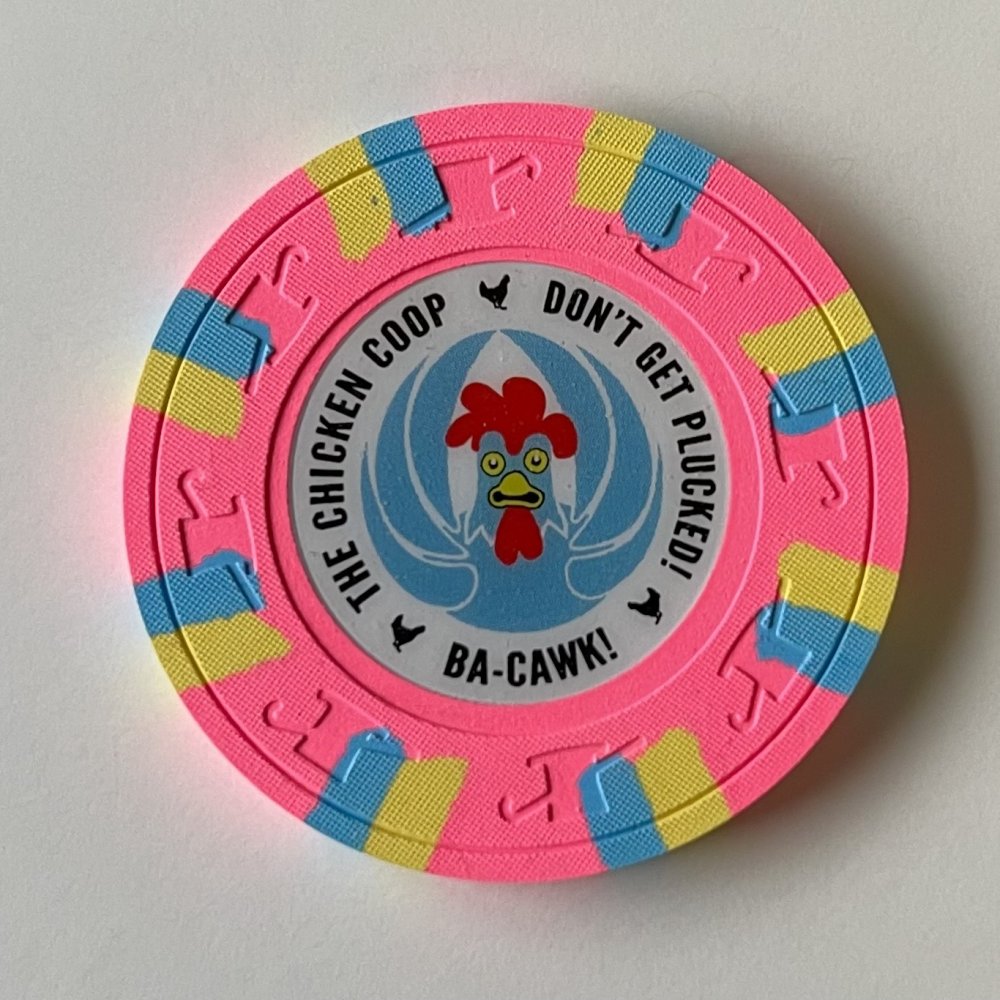 THE CHICKEN COOP
DON'T GET PLUCKED!
BA-CAWK!